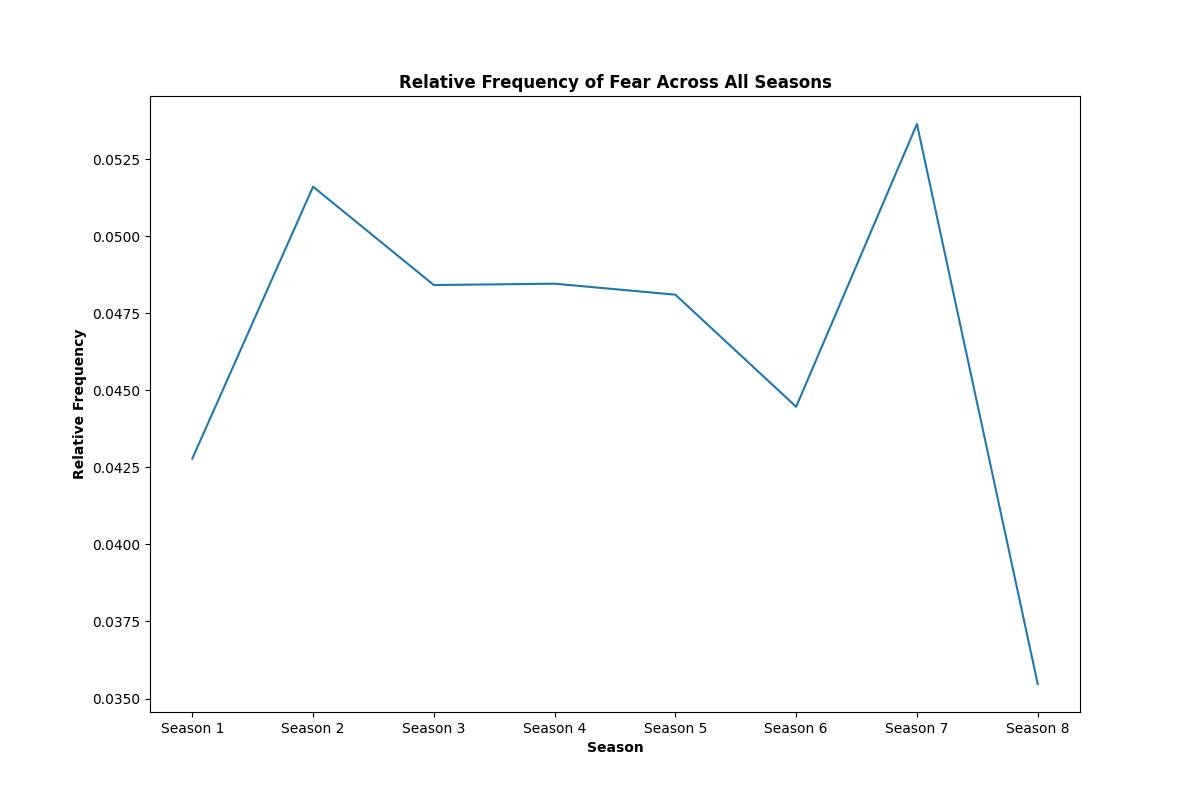 Relative Frequency of Fear Across All Seasons
Relative Frequency
0.0525
0.0500
0.0475
0.0450
0.0425
0.0400
0.0375
0.0350
Season 1 Season 2 Season 3 Season 4 Season 5 Season 6 Season 7 Season 8
Season